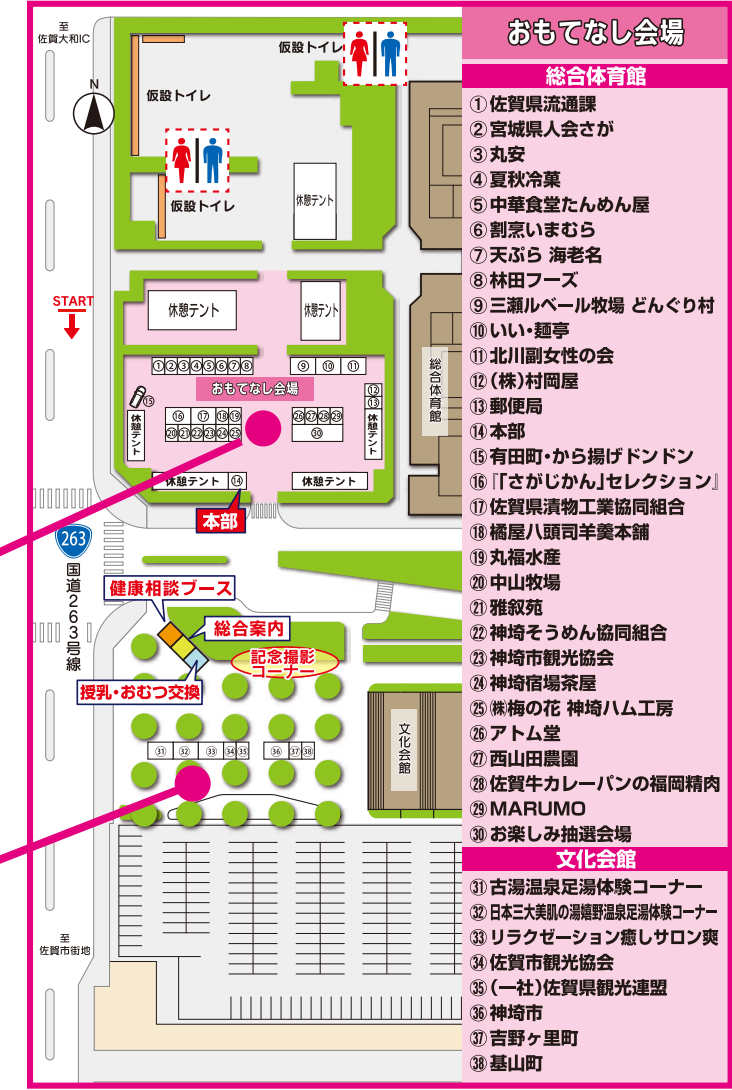 至
佐賀大和IC
N
仮設トイレ
仮設トイレ
仮設トイレ
休憩テント
START
休憩テント
休憩テント
①②③④⑤⑥⑦⑧
⑨ ⑩ ⑪
おもてなし会場
⑮
⑯ ⑰ ⑱⑲
⑳㉑㉒㉓㉔㉕
㉖㉗㉘㉙
㉚
⑫
⑬
休憩テント
休憩テント
総合体育館
休憩テント ⑭
休憩テント
本部
263
国道263号線
健康相談ブース
総合案内
記念撮影
コーナー
授乳・おむつ交換
㉛ ㉜ ㉝ ㉞㉟
㊱ ㊲㊳
文化会館
至
佐賀市街地
おもてなし会場
総合体育館
①佐賀県流通課
②宮城県人会さが
③丸安
④夏秋冷菓
⑤中華食堂たんめん屋
⑥割烹いまむら
⑦天ぷら 海老名
⑧林田フーズ
⑨三瀬ルベール牧場 どんぐり村
⑩いい・麺亭
⑪北川副女性の会
⑫(株)村岡屋
⑬郵便局
⑭本部
⑮有田町・から揚げドンドン
⑯『「さがじかん」セレクション』
⑰佐賀県漬物工業協同組合
⑱橘屋八頭司羊羹本舗
⑲丸福水産
⑳中山牧場
㉑雅叙苑
㉒神埼そうめん協同組合
㉓神埼市観光協会
㉔神埼宿場茶屋
㉕㈱梅の花 神埼ハム工房
㉖アトム堂
㉗西山田農園
㉘佐賀牛カレーパンの福岡精肉
㉙MARUMO
㉚お楽しみ抽選会場
文化会館
㉛古湯温泉足湯体験コーナー
㉜日本三大美肌の湯嬉野温泉足湯体験コーナー
㉝リラクゼーション癒しサロン爽
㉞佐賀市観光協会
㉟(一社)佐賀県観光連盟
㊱神埼市
㊲吉野ヶ里町
㊳基山町